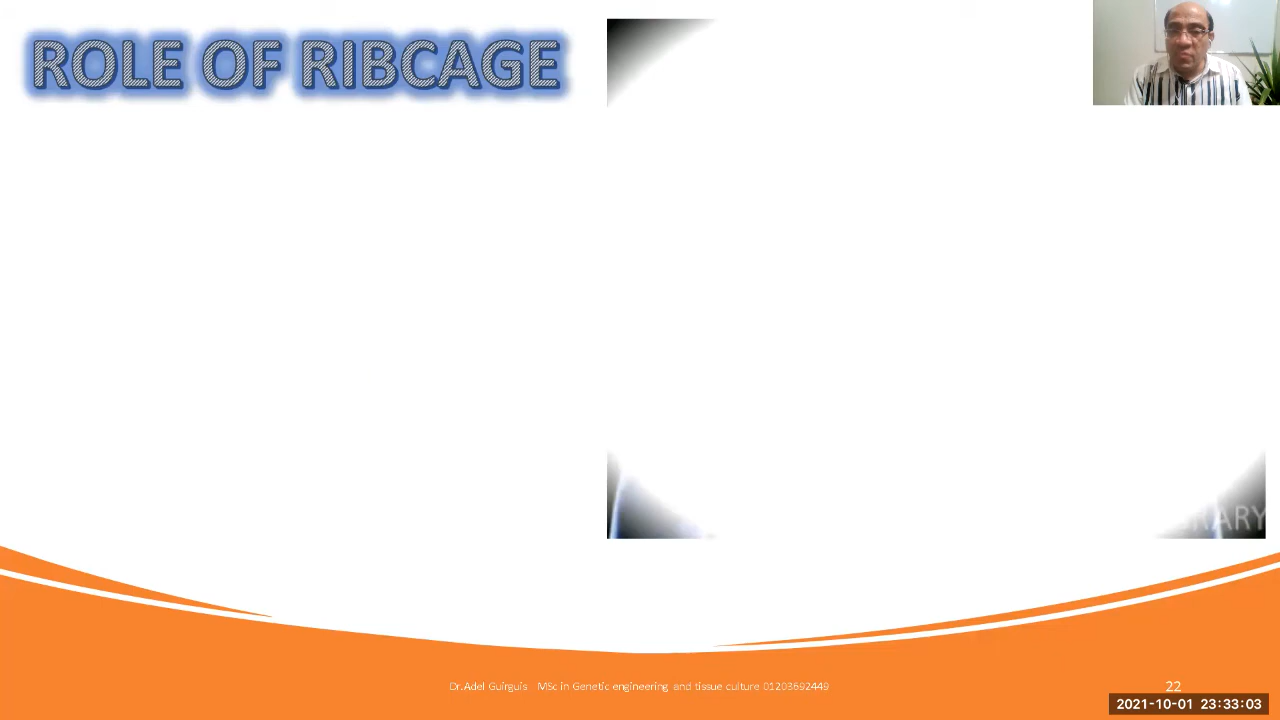 ROLE OF RIBCAGE
RARY
Dr.Adel Guirguis MSc in Genetic engineering and tissue culture 01203692449
22
2021-10-01 23:33:03